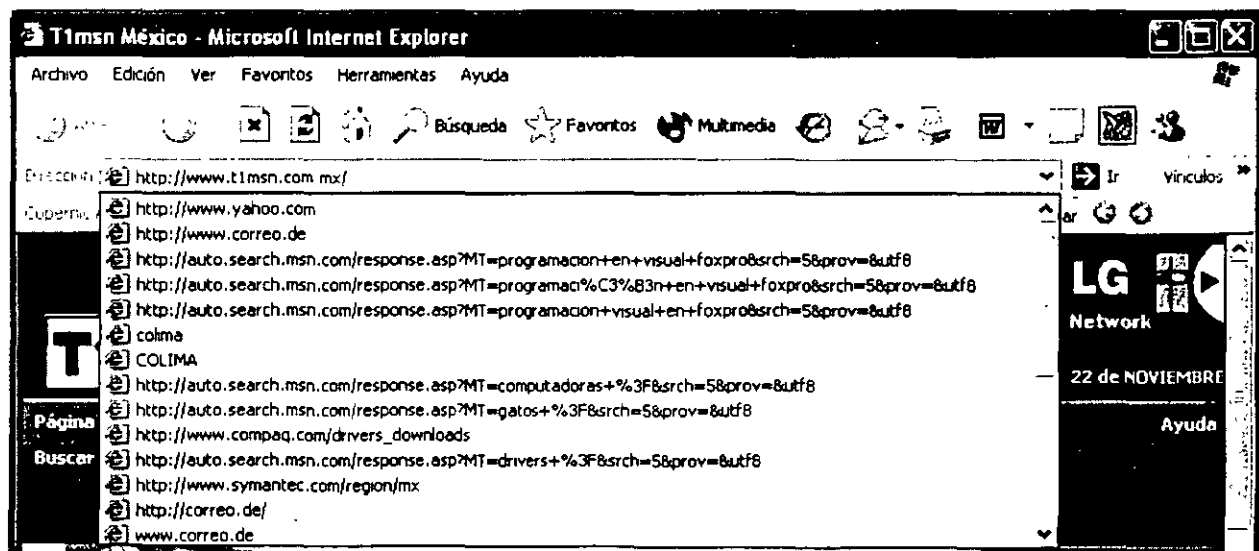 T1msn México - Microsoft Internet Explorer
Archivo Edición Ver Favoritos Herramientas Ayuda
Búsqueda Favoritos Multimedia
Dirección http://www.t1msn.com mx/ Ir Vínculos
Copernic ar
http://www.yahoo.com
http://www.correo.de
http://auto.search.msn.com/response.asp?MT=programacion+en+visual+foxpro&srch=5&prov=&utf8
http://auto.search.msn.com/response.asp?MT=programaci%C3%B3n+en+visual+foxpro&srch=5&prov=&utf8
http://auto.search.msn.com/response.asp?MT=programacion+visual+en+foxpro&srch=5&prov=&utf8
LG
Network
colima
COLIMA
T
http://auto.search.msn.com/response.asp?MT=computadoras+%3F&srch=5&prov=&utf8
22 de NOVIEMBRE
http://auto.search.msn.com/response.asp?MT=gatos+%3F&srch=5&prov=&utf8
Página
http://www.compaq.com/drivers_downloads
Ayuda
Buscar
http://auto.search.msn.com/response.asp?MT=drivers+%3F&srch=5&prov=&utf8
http://www.symantec.com/region/mx
http://correo.de/
www.correo.de